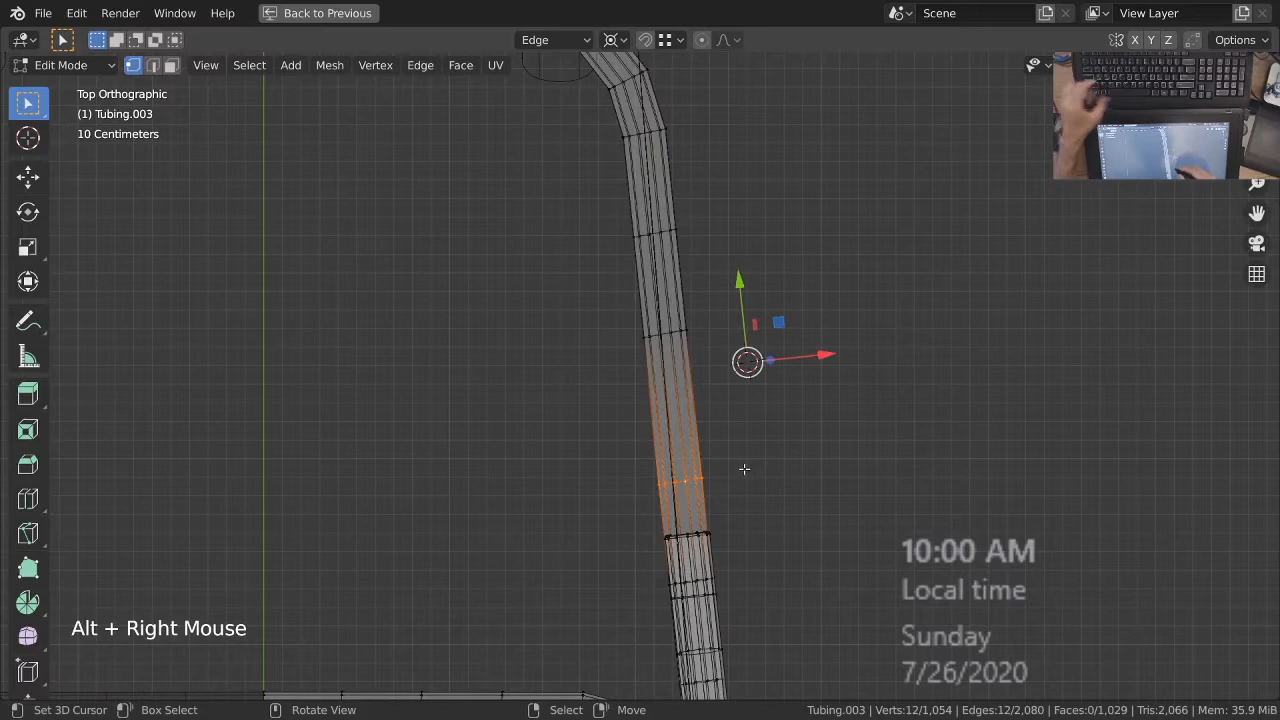 File Edit Render Window Help Back to Previous Scene View Layer
Edge Options
Edit Mode View Select Add Mesh Vertex Edge Face UV X Y Z
Top Orthographic
(1) Tubing.003
10 Centimeters
10:00 AM
Local time
Sunday
7/26/2020
Alt + Right Mouse
Set 3D Cursor Box Select Rotate View Select Move Tubing.003 | Verts:12/1,054 | Edges:12/2,080 | Faces:0/1,029 | Tris:2,066 | Mem: 35.9 MiB